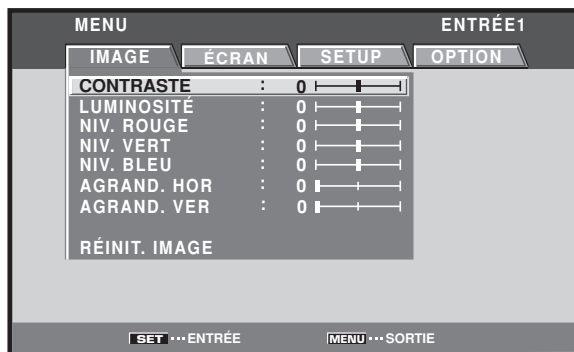 MENU ENTRÉE1
IMAGE ÉCRAN SETUP OPTION
CONTRASTE : 0
LUMINOSITÉ : 0
NIV. ROUGE : 0
NIV. VERT : 0
NIV. BLEU : 0
AGRAND. HOR : 0
AGRAND. VER : 0
RÉINIT. IMAGE
SET ··· ENTRÉE MENU ··· SORTIE